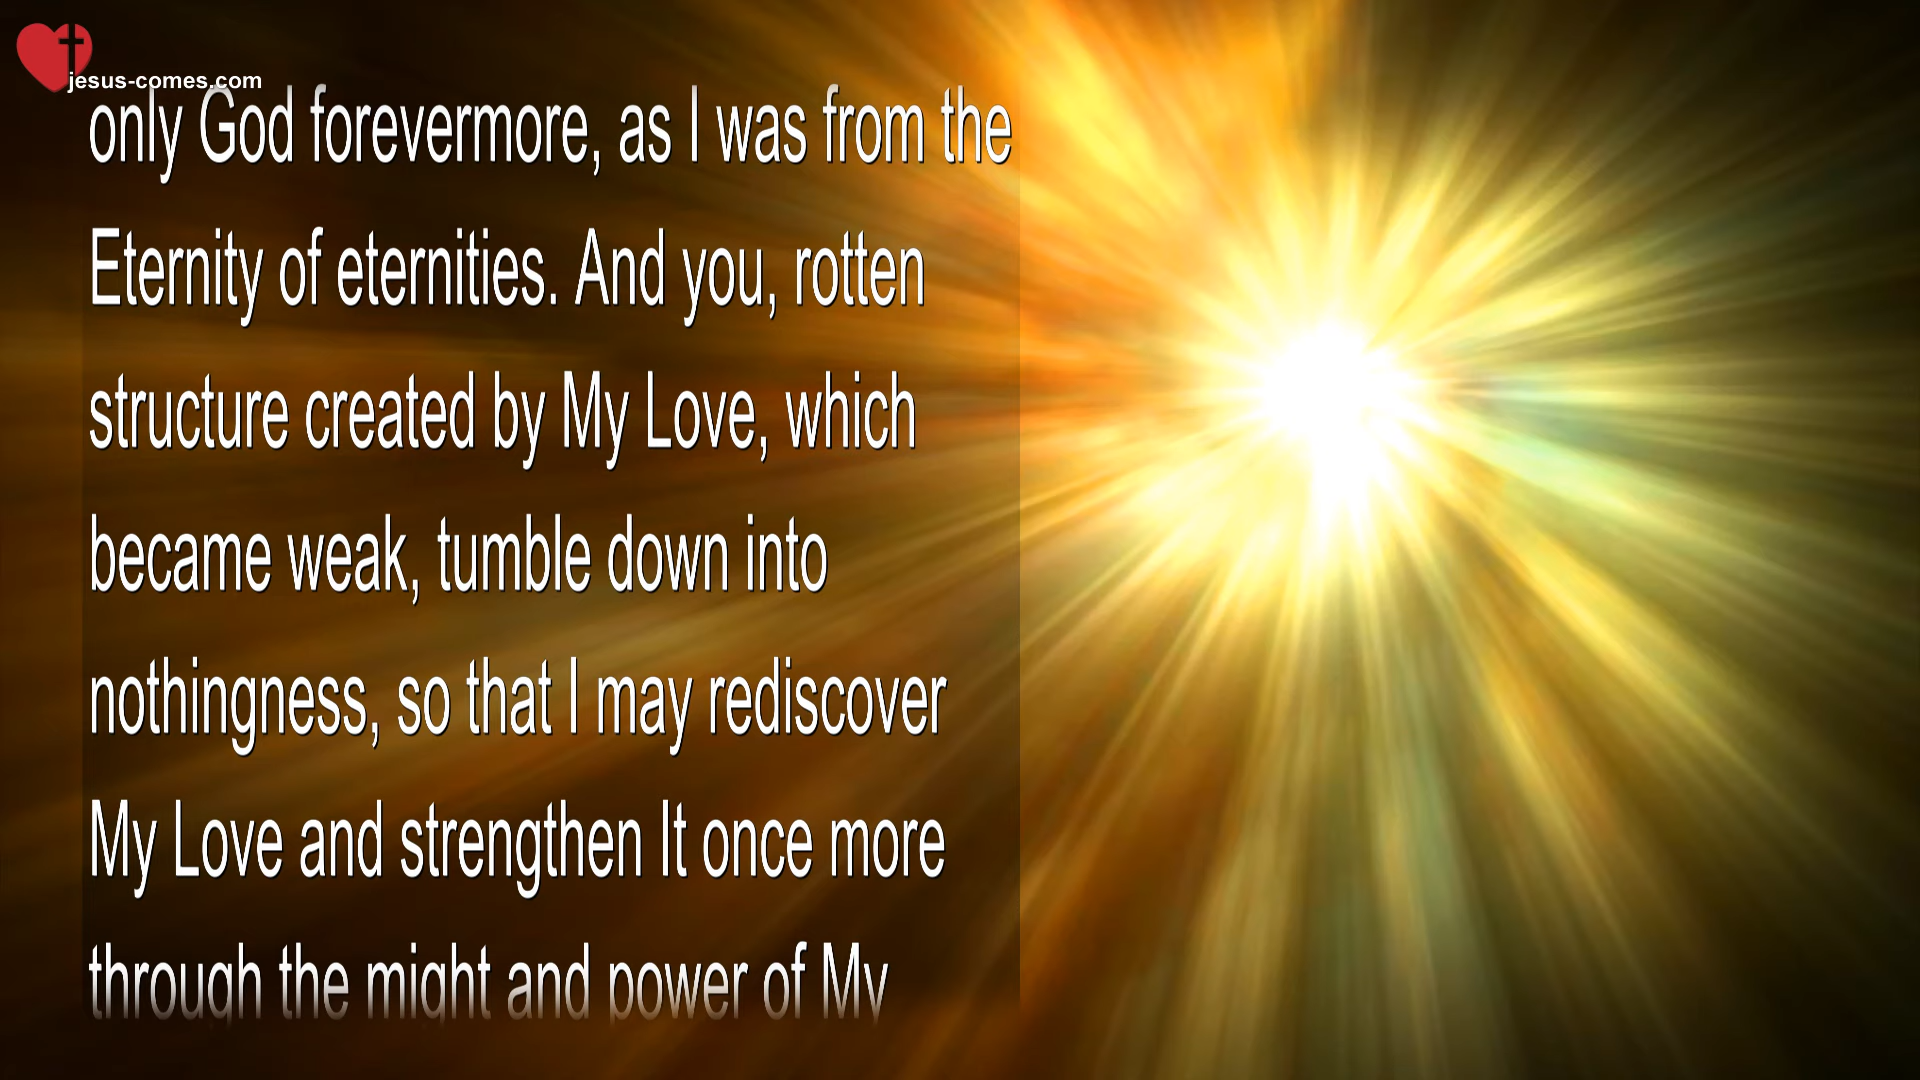 jesus-comes.com
only God forevermore, as I was from the
Eternity of eternities. And you, rotten
structure created by My Love, which
became weak, tumble down into
nothingness, so that I may rediscover
My Love and strengthen It once more
through the might and power of My